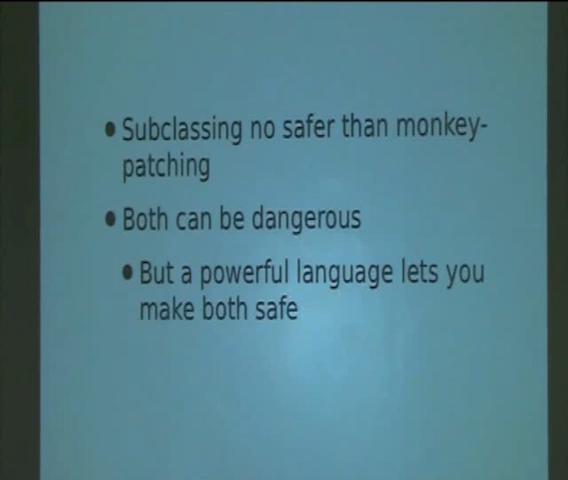 • Subclassing no safer than monkey-
patching
• Both can be dangerous
• But a powerful language lets you
make both safe